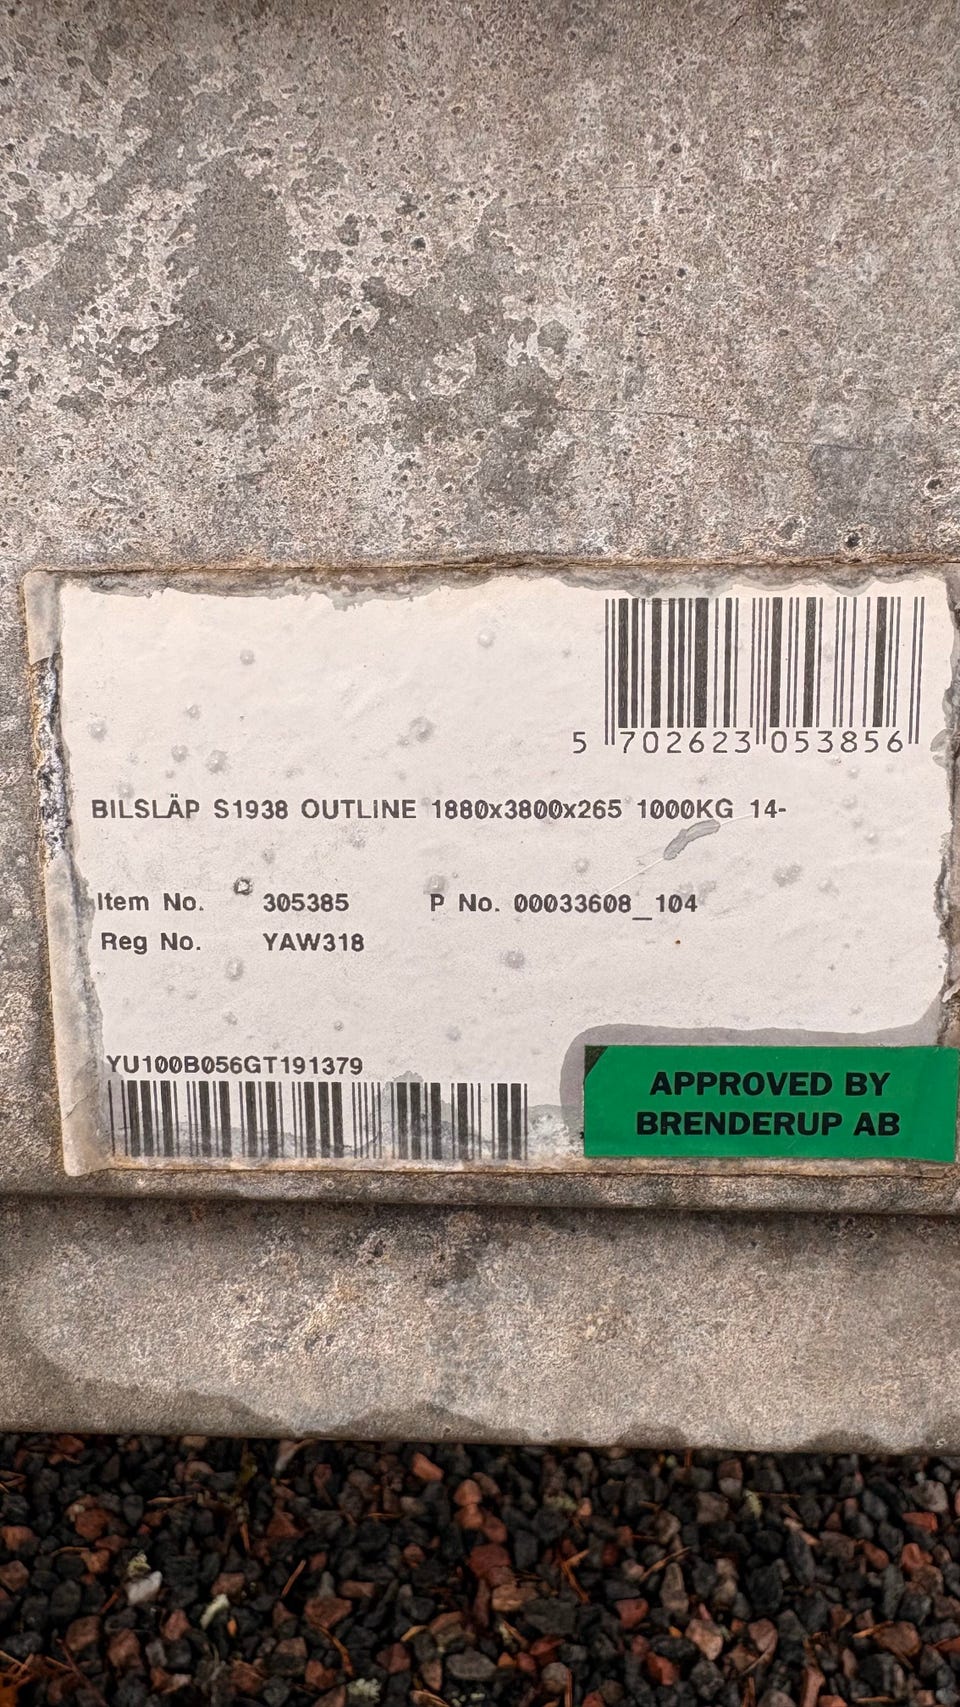 5 702623 053856
BILSLÄP S1938 OUTLINE 1880x3800x265 1000KG 14-
Item No. 305385 P No. 00033608_104
Reg No. YAW318
YU100B056GT191379
APPROVED BY
BRENDERUP AB